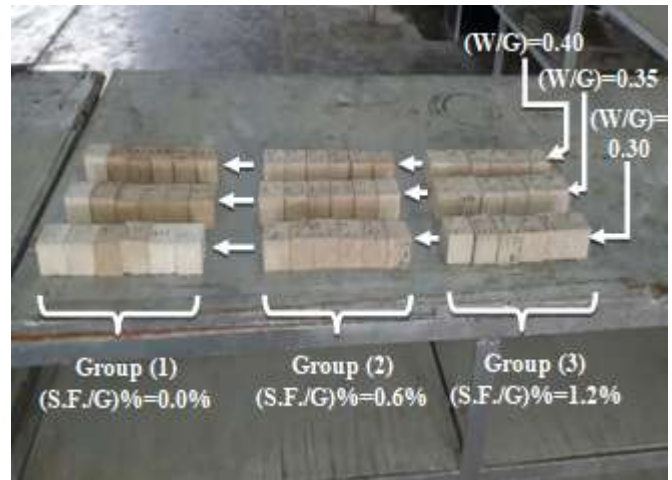 (W/G)=0.40
(W/G)=0.35
(W/G)=
0.30
Group (1)
(S.F./G)%=0.0%
Group (2)
(S.F./G)%=0.6%
Group (3)
(S.F./G)%=1.2%